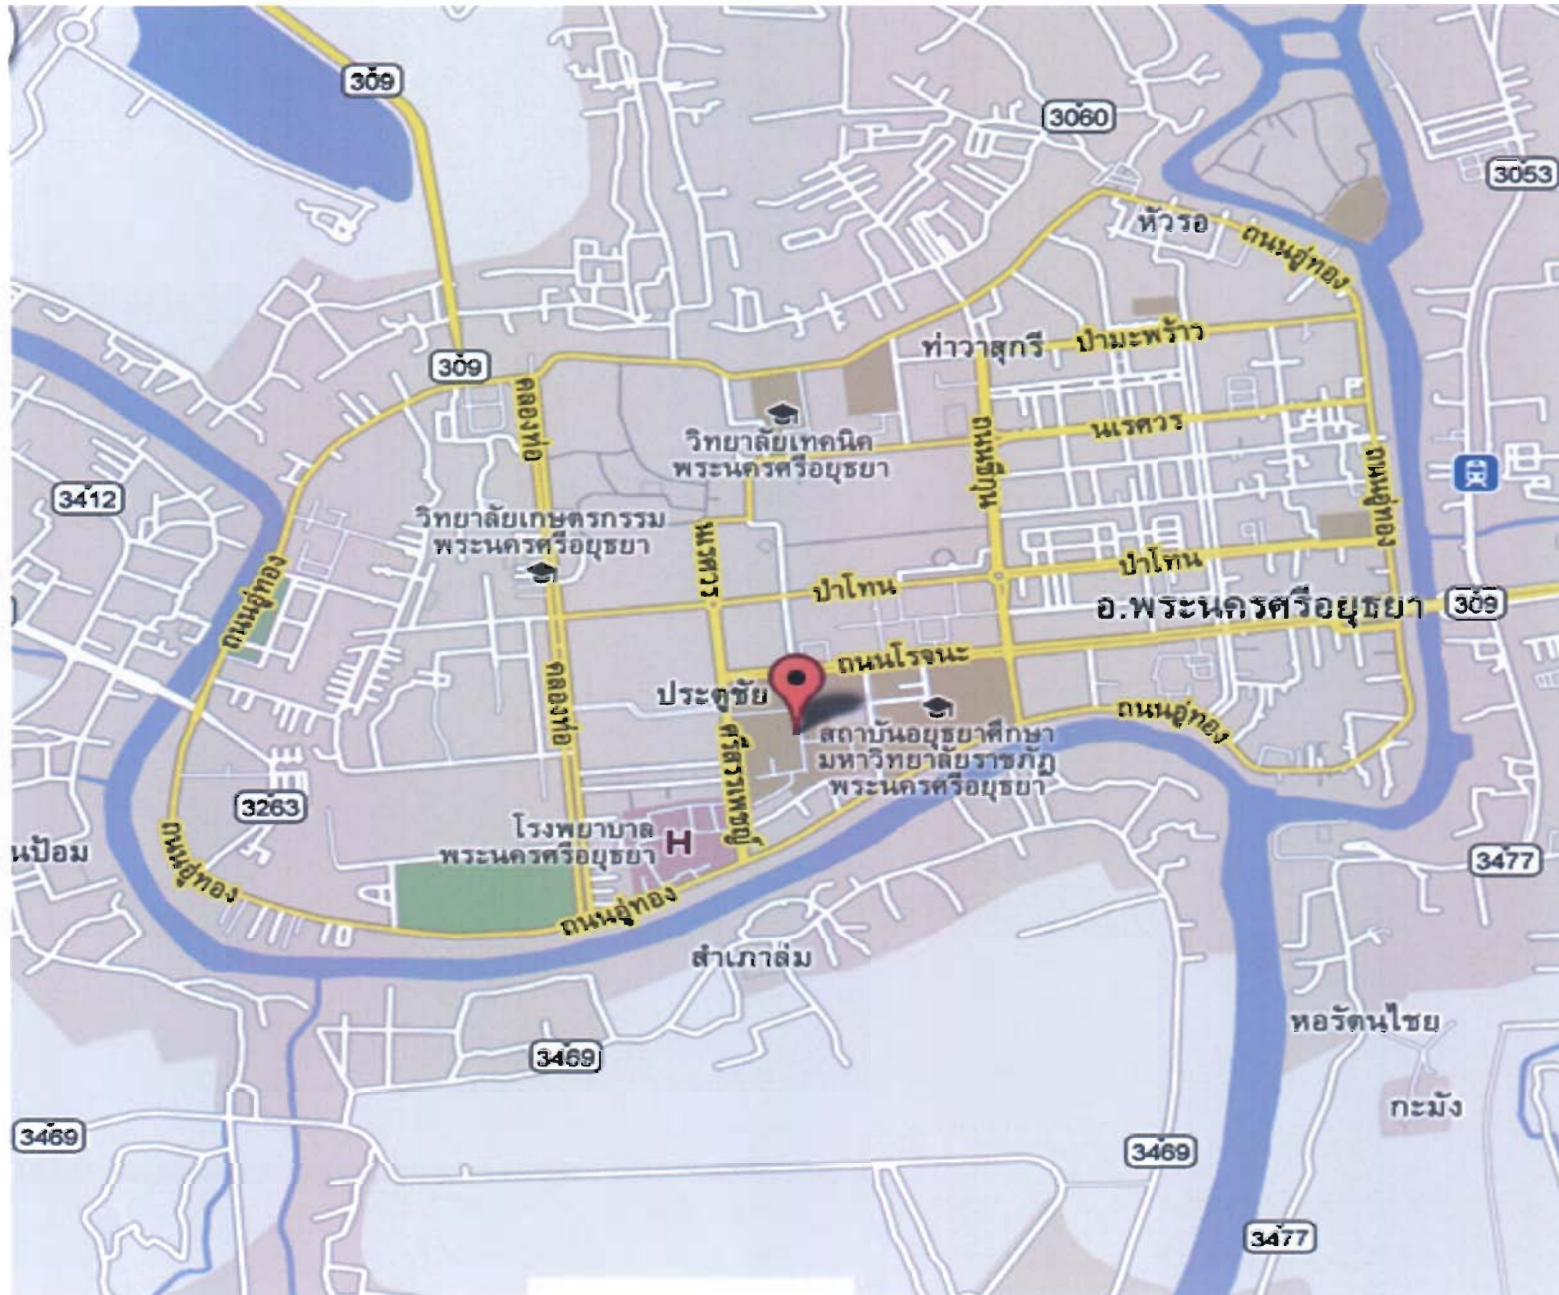 309
3060
3053
หัวรอ
ถนนอู่ทอง
ท่าวาสุกรี
ป่ามะพร้าว
309
คลองท่อ
นเรศวร
วิทยาลัยเทคนิค
พระนครศรีอยุธยา
ถนนชีกุน
ถนนอู่ทอง
3412
วิทยาลัยเกษตรกรรม
พระนครศรีอยุธยา
นเรศวร
ป่าโทน
ป่าโทน
ถนนอู่ทอง
อ.พระนครศรีอยุธยา
309
ถนนโรจนะ
ประตูชัย
คลองท่อ
ศรีสรรเพชญ์
สถาบันอยุธยาศึกษา
มหาวิทยาลัยราชภัฏ
พระนครศรีอยุธยา
ถนนอู่ทอง
3263
โรงพยาบาล
พระนครศรีอยุธยา
H
นป้อม
ถนนอู่ทอง
3477
ถนนอู่ทอง
สำเภาล่ม
หอรัตนไชย
3469
กะมัง
3469
3469
3477